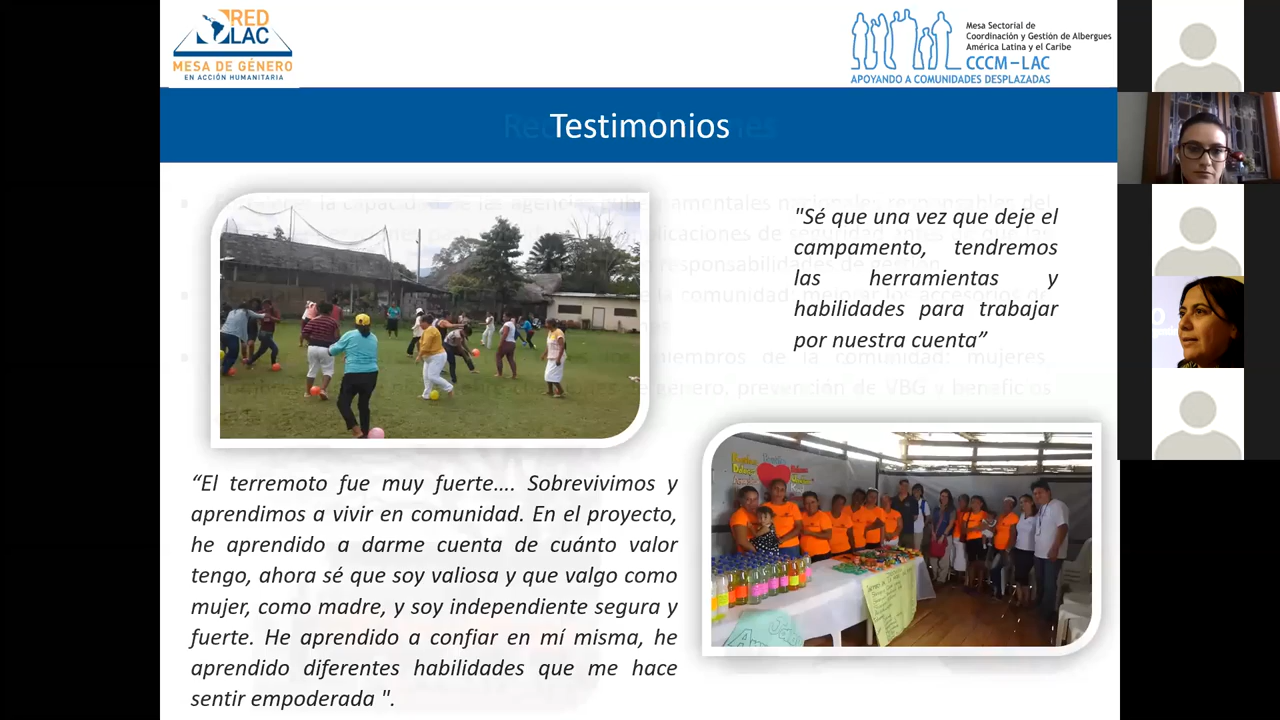 RED
LAC
MESA DE GÉNERO
EN ACCIÓN HUMANITARIA
Mesa Sectorial de
Coordinación y Gestión de Albergues
América Latina y el Caribe
CCCM–LAC
APOYANDO A COMUNIDADES DESPLAZADAS
Testimonios
"Sé que una vez que deje el
campamento, tendremos
las herramientas y
habilidades para trabajar
por nuestra cuenta”
“El terremoto fue muy fuerte…. Sobrevivimos y
aprendimos a vivir en comunidad. En el proyecto,
he aprendido a darme cuenta de cuánto valor
tengo, ahora sé que soy valiosa y que valgo como
mujer, como madre, y soy independiente segura y
fuerte. He aprendido a confiar en mí misma, he
aprendido diferentes habilidades que me hace
sentir empoderada ".